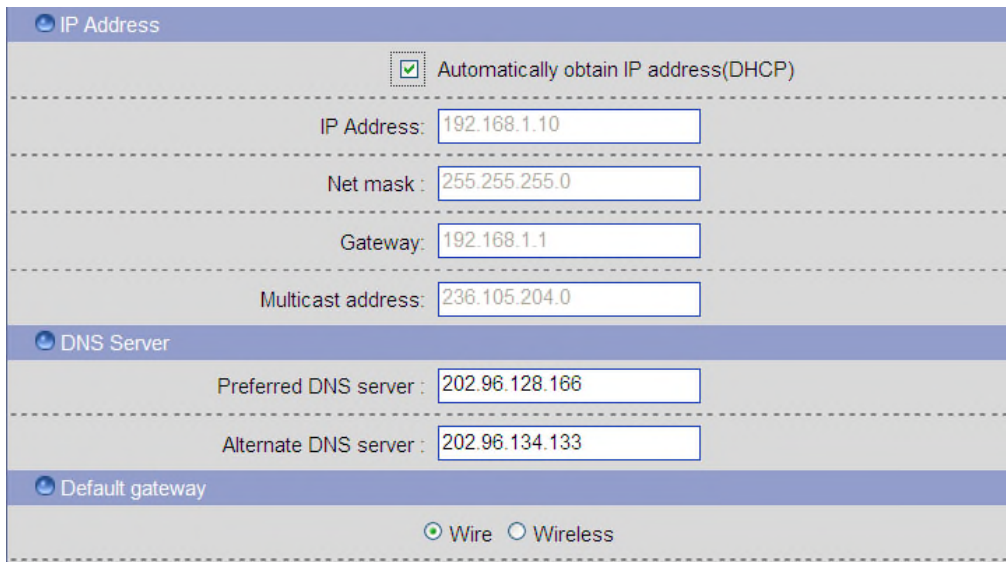 IP Address
Automatically obtain IP address(DHCP)
IP Address: 192.168.1.10
Net mask : 255.255.255.0
Gateway: 192.168.1.1
Multicast address: 236.105.204.0
DNS Server
Preferred DNS server : 202.96.128.166
Alternate DNS server : 202.96.134.133
Default gateway
Wire Wireless